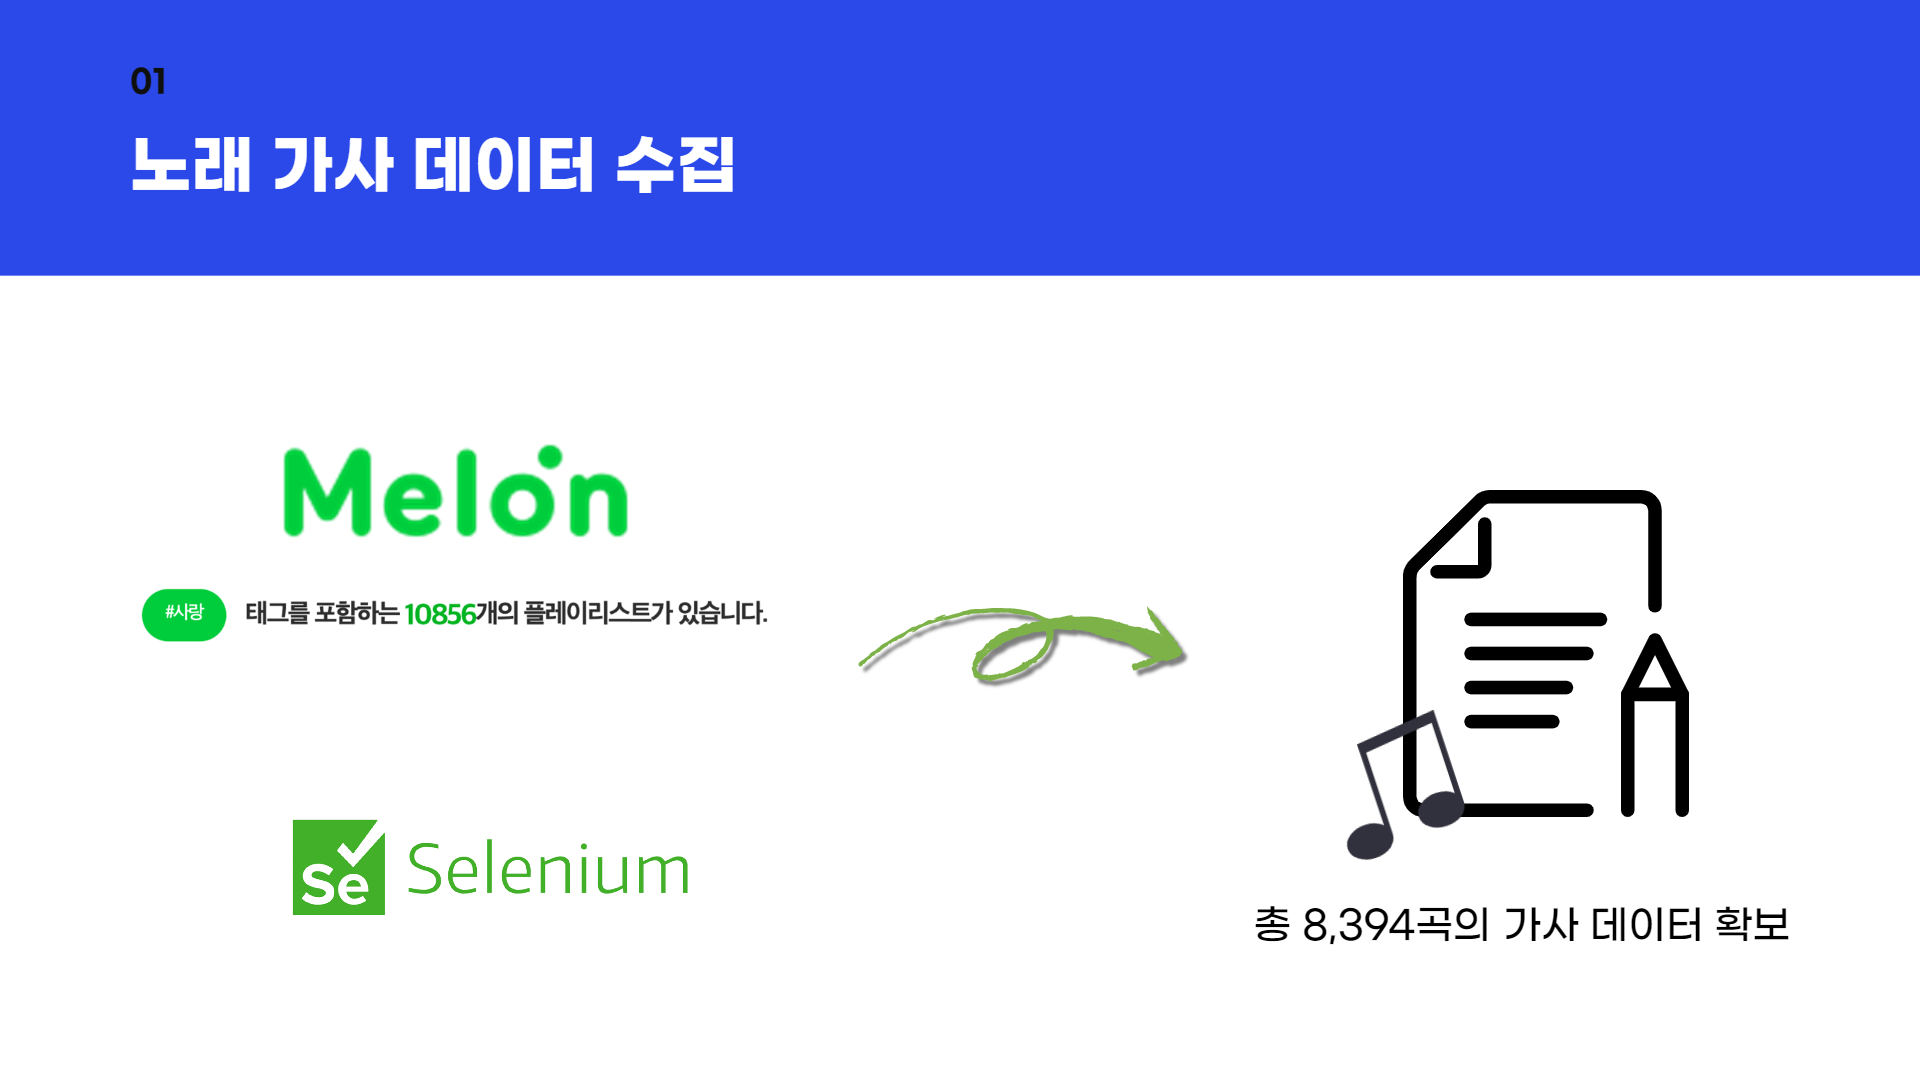 01
노래 가사 데이터 수집
Melon
#사랑 태그를 포함하는 10856개의 플레이리스트가 있습니다.
Se Selenium
총 8,394곡의 가사 데이터 확보